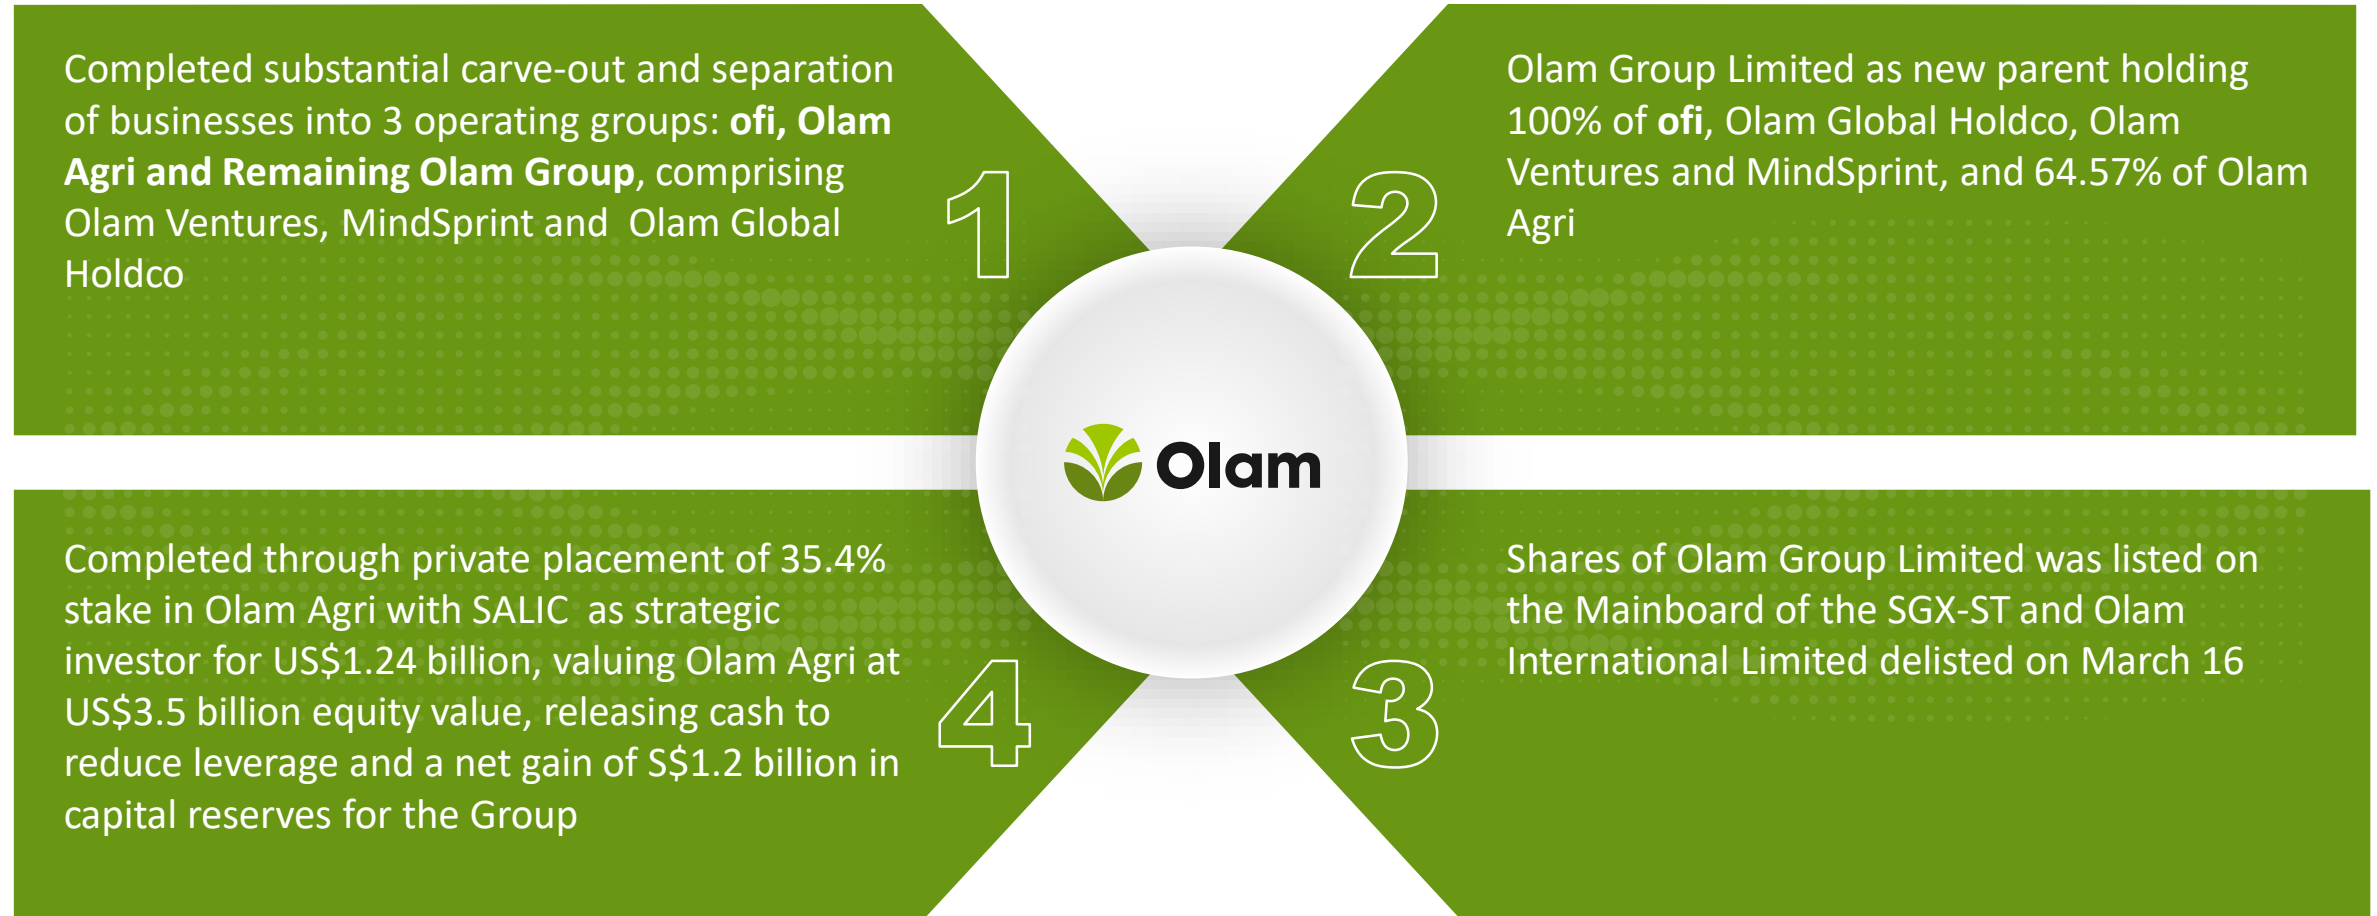 Completed substantial carve-out and separation
of businesses into 3 operating groups: ofi, Olam
Agri and Remaining Olam Group, comprising
Olam Ventures, MindSprint and  Olam Global
Holdco
1
2
Olam Group Limited as new parent holding
100% of ofi, Olam Global Holdco, Olam
Ventures and MindSprint, and 64.57% of Olam
Agri
Olam
Completed through private placement of 35.4%
stake in Olam Agri with SALIC  as strategic
investor for US$1.24 billion, valuing Olam Agri at
US$3.5 billion equity value, releasing cash to
reduce leverage and a net gain of S$1.2 billion in
capital reserves for the Group
4
3
Shares of Olam Group Limited was listed on
the Mainboard of the SGX-ST and Olam
International Limited delisted on March 16